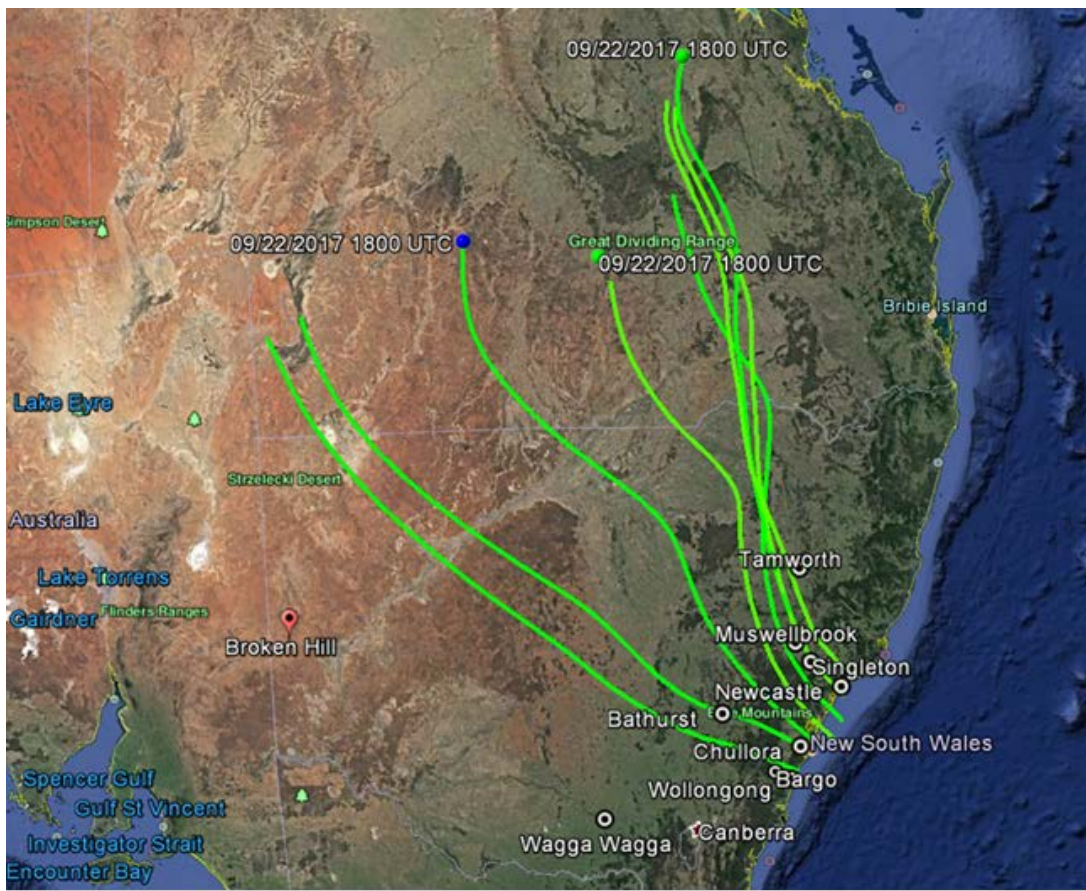 09/22/2017 1800 UTC
Simpson Desert
09/22/2017 1800 UTC
Great Dividing Range
09/22/2017 1800 UTC
Bribie Island
Lake Eyre
Strzelecki Desert
Australia
Tamworth
Lake Torrens
Gairdner
Flinders Ranges
Broken Hill
Muswellbrook
Singleton
Newcastle
Bathurst
Mountains
New South Wales
Chullora
Bargo
Wollongong
Spencer Gulf
Gulf St Vincent
Canberra
Wagga Wagga
Investigator Strait
Encounter Bay